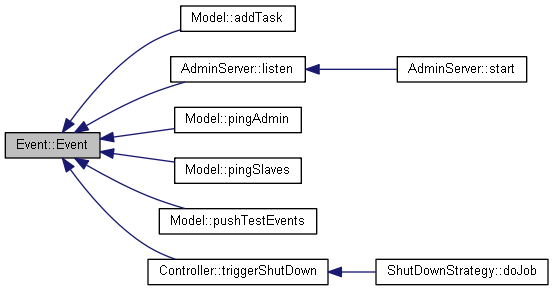 Model::addTask
AdminServer::listen
AdminServer::start
Model::pingAdmin
Event::Event
Model::pingSlaves
Model::pushTestEvents
Controller::triggerShutDown
ShutDownStrategy::doJob